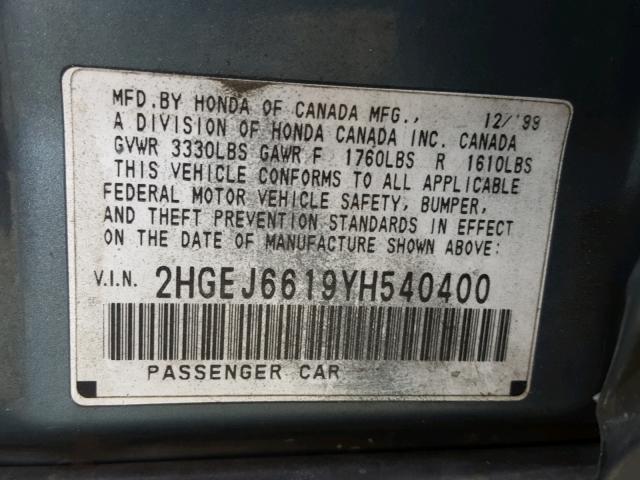 MFD.BY HONDA OF CANADA MFG., 12/'99
A DIVISION OF HONDA CANADA INC. CANADA
GVWR 3330LBS GAWR F 1760LBS R 1610LBS
THIS VEHICLE CONFORMS TO ALL APPLICABLE
FEDERAL MOTOR VEHICLE SAFETY, BUMPER,
AND THEFT PREVENTION STANDARDS IN EFFECT
ON THE DATE OF MANUFACTURE SHOWN ABOVE:
V.I.N. 2HGEJ6619YH540400
PASSENGER CAR